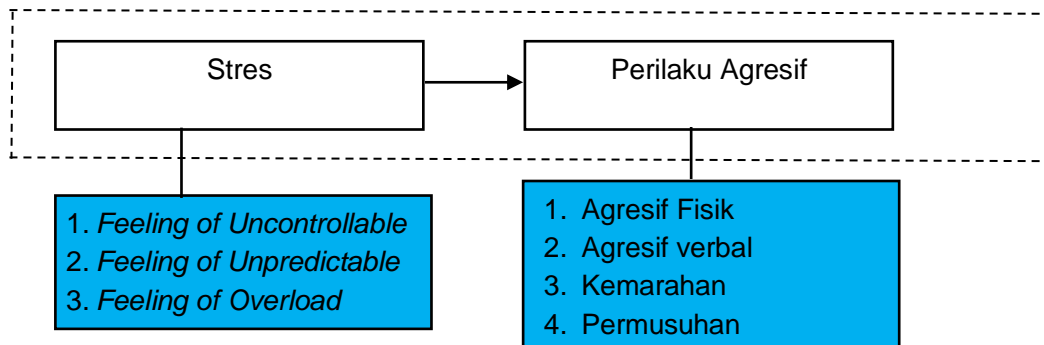 Stres
Perilaku Agresif
1. Feeling of Uncontrollable
2. Feeling of Unpredictable
3. Feeling of Overload
1. Agresif Fisik
2. Agresif verbal
3. Kemarahan
4. Permusuhan